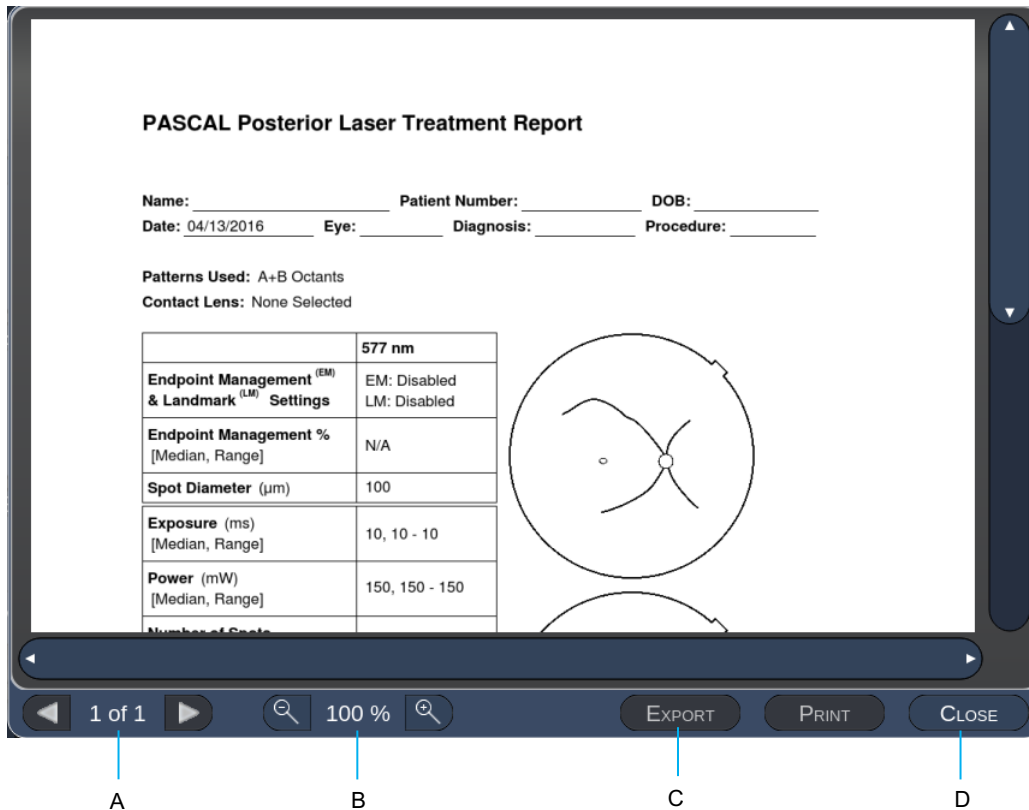 PASCAL Posterior Laser Treatment Report
Name: Patient Number: DOB:
Date: 04/13/2016 Eye: Diagnosis: Procedure:
Patterns Used: A+B Octants
Contact Lens: None Selected
577 nm
Endpoint Management (EM)
& Landmark (LM) Settings
EM: Disabled
LM: Disabled
Endpoint Management %
[Median, Range]
N/A
Spot Diameter (µm) 100
Exposure (ms)
[Median, Range]
10, 10 - 10
Power (mW)
[Median, Range]
150, 150 - 150
Number of Spots
1 of 1 100 % EXPORT PRINT CLOSE
A B C D